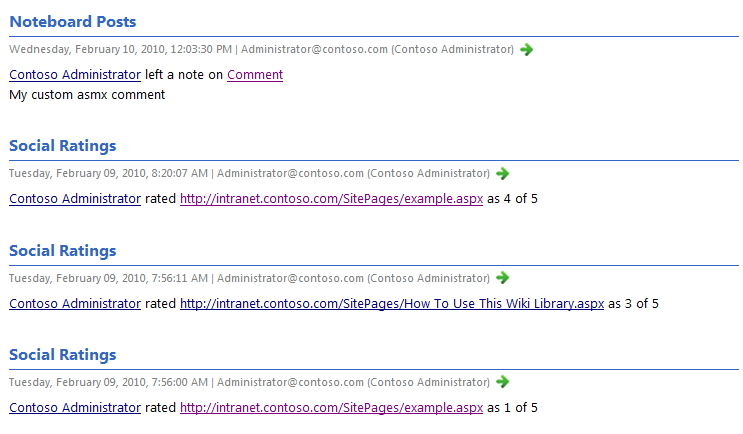 Noteboard Posts
Wednesday, February 10, 2010, 12:03:30 PM | Administrator@contoso.com (Contoso Administrator)
Contoso Administrator left a note on Comment
My custom asmx comment
Social Ratings
Tuesday, February 09, 2010, 8:20:07 AM | Administrator@contoso.com (Contoso Administrator)
Contoso Administrator rated http://intranet.contoso.com/SitePages/example.aspx as 4 of 5
Social Ratings
Tuesday, February 09, 2010, 7:56:11 AM | Administrator@contoso.com (Contoso Administrator)
Contoso Administrator rated http://intranet.contoso.com/SitePages/How To Use This Wiki Library.aspx as 3 of 5
Social Ratings
Tuesday, February 09, 2010, 7:56:00 AM | Administrator@contoso.com (Contoso Administrator)
Contoso Administrator rated http://intranet.contoso.com/SitePages/example.aspx as 1 of 5